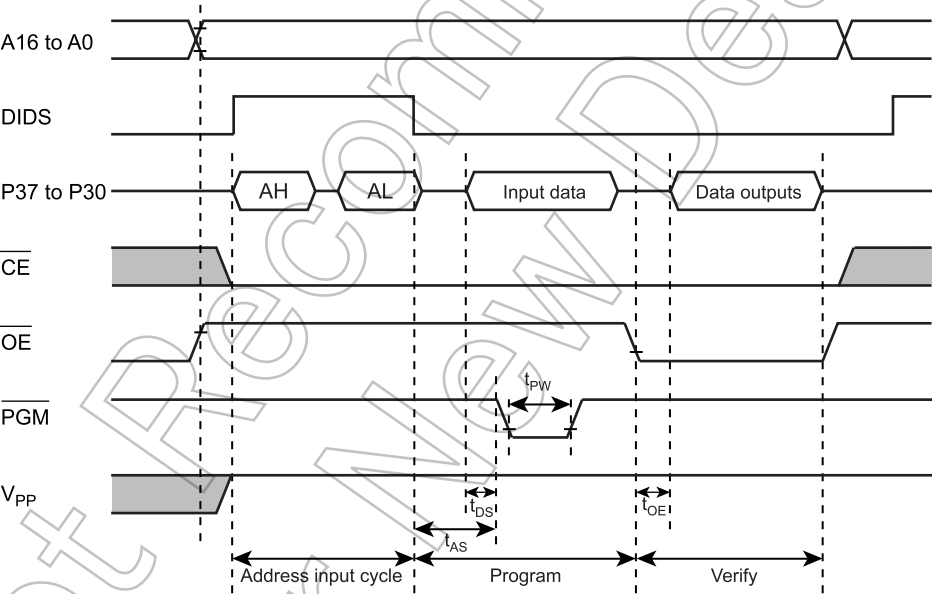 A16 to A0
DIDS
P37 to P30
AH
AL
Input data
Data outputs
CE
OE
PGM
tPW
VPP
tDS
tOE
tAS
Address input cycle
Program
Verify